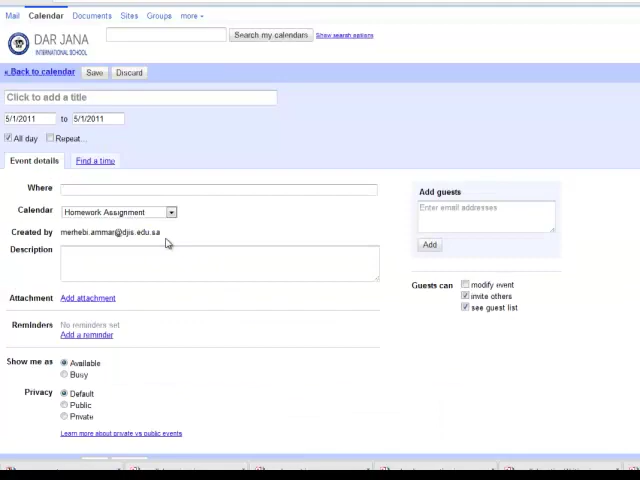 Mail Calendar Documents Sites Groups more
DAR JANA
INTERNATIONAL SCHOOL
Search my calendars Show search options
« Back to calendar Save Discard
Click to add a title
5/1/2011 to 5/1/2011
All day Repeat...
Event details Find a time
Where
Calendar Homework Assignment
Created by merhebi.ammar@djis.edu.sa
Description
Attachment Add attachment
Reminders No reminders set
Add a reminder
Show me as Available
Busy
Privacy Default
Public
Private
Learn more about private vs public events
Add guests
Enter email addresses
Add
Guests can modify event
invite others
see guest list